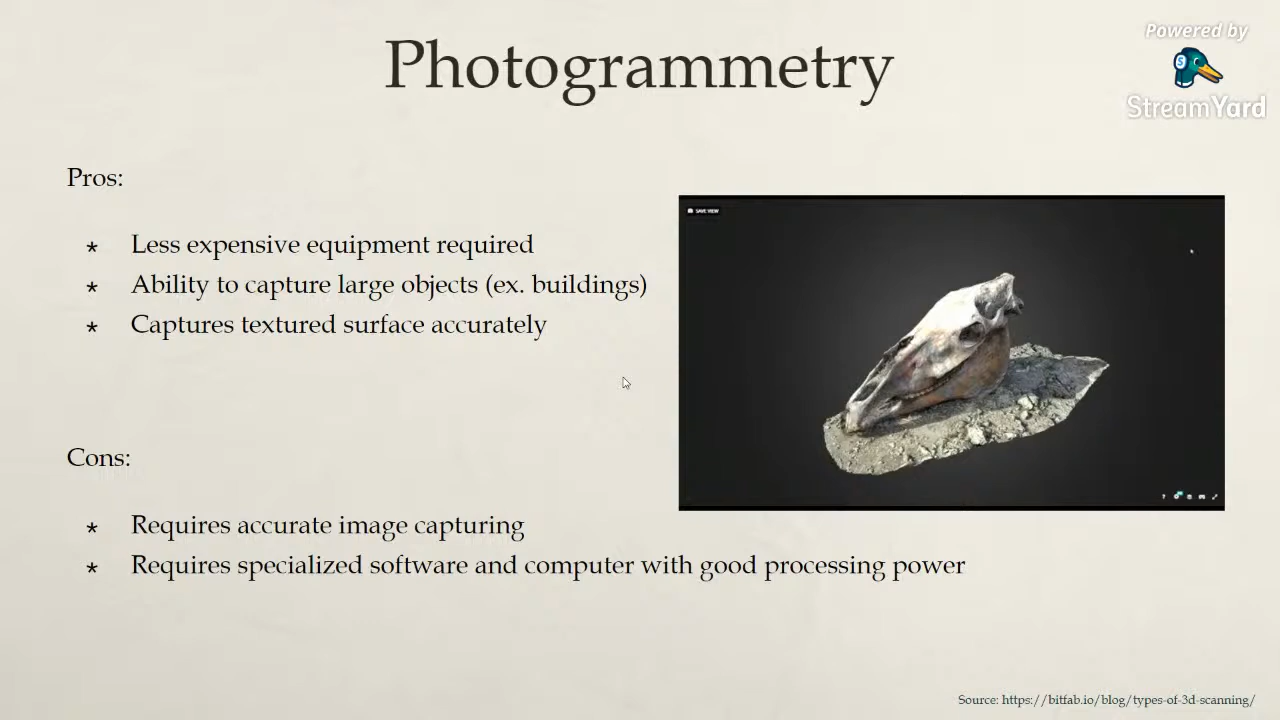 Photogrammetry
Powered by
StreamYard
Pros:
* Less expensive equipment required
* Ability to capture large objects (ex. buildings)
* Captures textured surface accurately
SAVE VIEW
Cons:
* Requires accurate image capturing
* Requires specialized software and computer with good processing power
Source: https://bitfab.io/blog/types-of-3d-scanning/